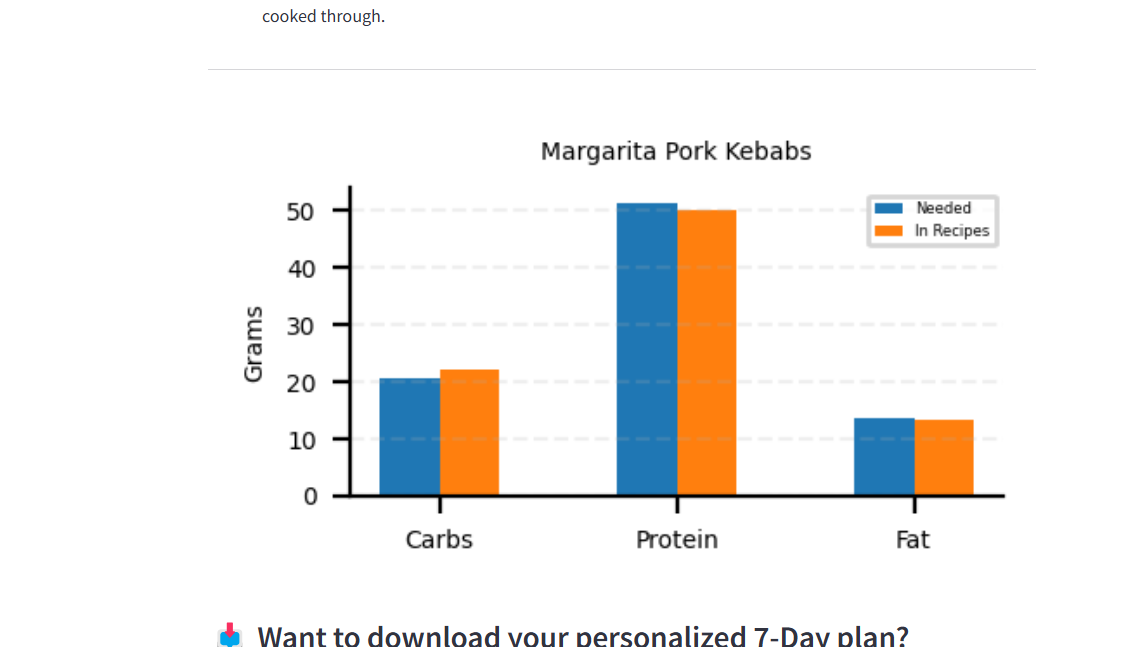 cooked through.
Margarita Pork Kebabs
Needed
In Recipes
50
40
30
20
10
0
Grams
Carbs Protein Fat
Want to download your personalized 7-Day plan?